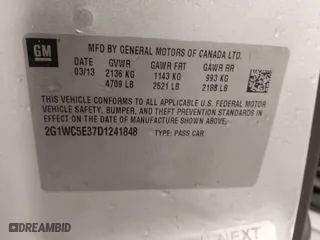 GM
MFD BY GENERAL MOTORS OF CANADA LTD.
DATE GVWR GAWR FRT GAWR RR
03/13 2136 KG 1143 KG 993 KG
4709 LB 2521 LB 2188 LB
THIS VEHICLE CONFORMS TO ALL APPLICABLE U.S. FEDERAL MOTOR
VEHICLE SAFETY, BUMPER, AND THEFT PREVENTION STANDARDS
IN EFFECT ON THE DATE OF MANUFACTURE SHOWN ABOVE.
2G1WC5E37D1241848 TYPE: PASS CAR
NEXT
© DREAMBID
dreambid.com